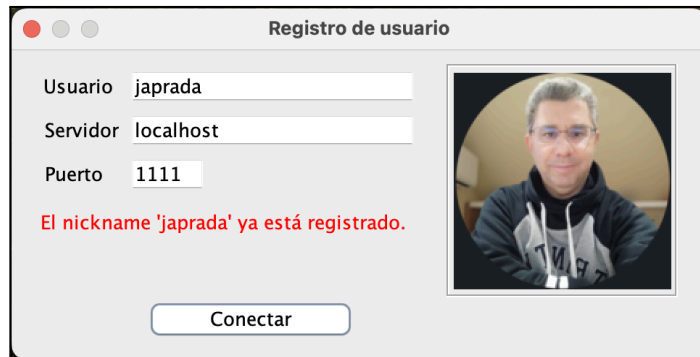 Registro de usuario
Usuario japrada
Servidor localhost
Puerto 1111
El nickname 'japrada' ya está registrado.
Conectar